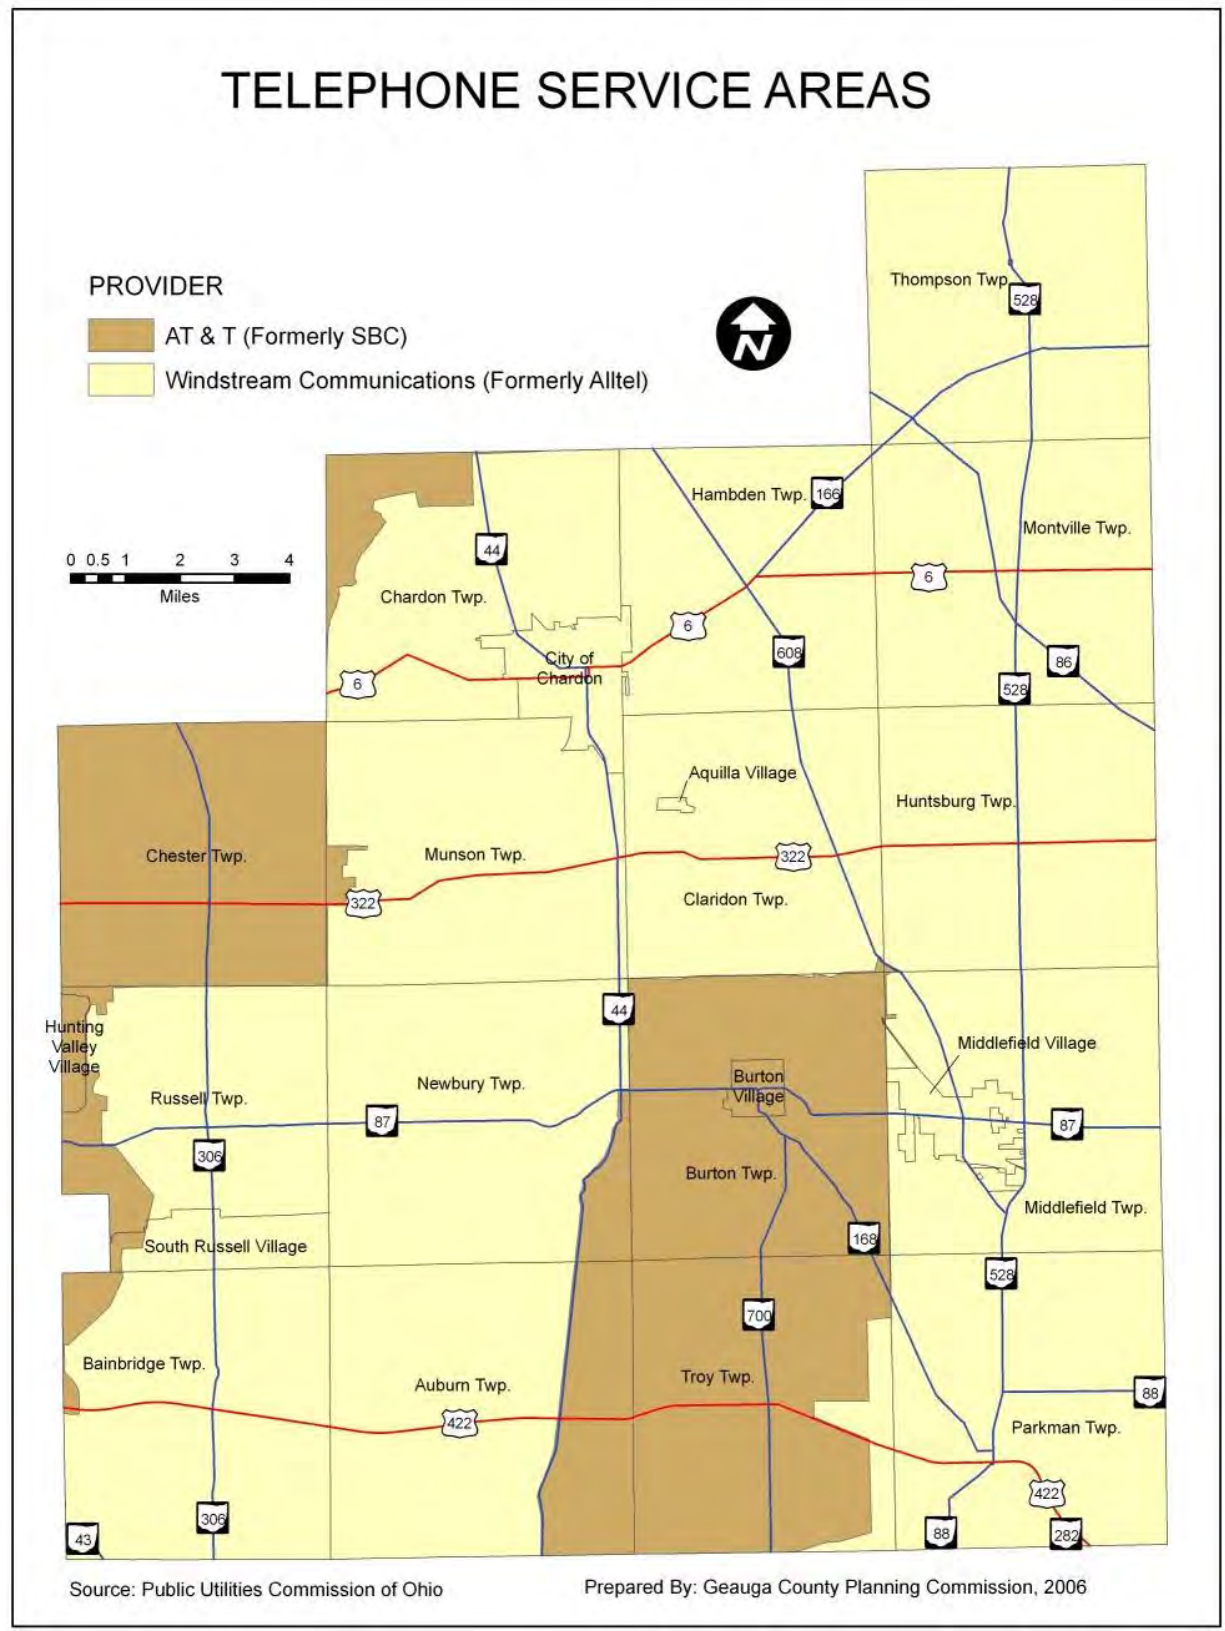 TELEPHONE SERVICE AREAS
PROVIDER
AT & T (Formerly SBC)
Windstream Communications (Formerly Alltel)
N
0 0.5 1 2 3 4
Miles
Thompson Twp.
528
Hambden Twp.
166
Montville Twp.
44
6
Chardon Twp.
6
608
City of
Chardon
86
6
528
Aquilla Village
Huntsburg Twp.
Chester Twp.
Munson Twp.
322
322
Claridon Twp.
44
Hunting
Valley
Village
Middlefield Village
Burton
Village
Newbury Twp.
Russell Twp.
87
87
306
Burton Twp.
Middlefield Twp.
168
South Russell Village
528
700
Bainbridge Twp.
Auburn Twp.
Troy Twp.
88
422
Parkman Twp.
422
306
43
88
282
Source: Public Utilities Commission of Ohio
Prepared By: Geauga County Planning Commission, 2006